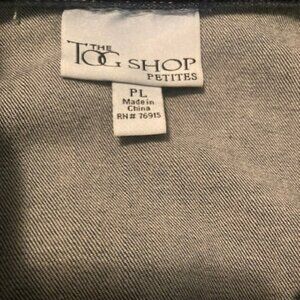 THE
TOG SHOP
PETITES
PL
Made in
China
RN# 76915